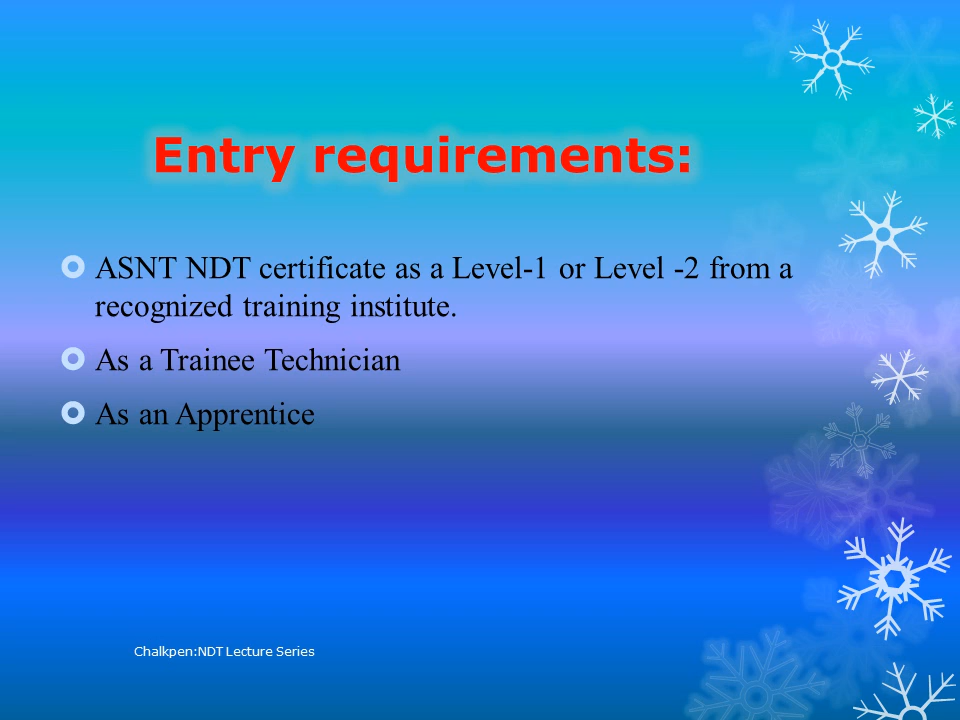 Entry requirements:
ASNT NDT certificate as a Level-1 or Level -2 from a
recognized training institute.
As a Trainee Technician
As an Apprentice
Chalkpen:NDT Lecture Series